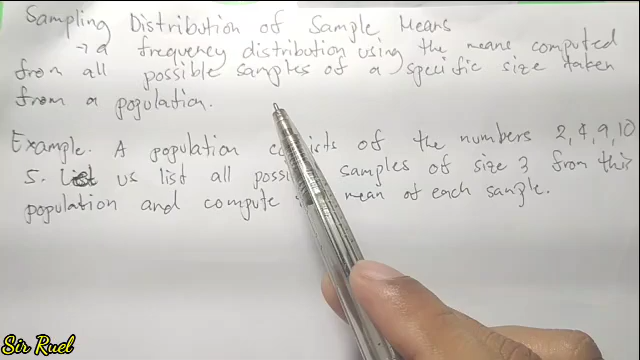 Sampling Distribution of Sample Means
→ a frequency distribution using the means computed
from all possible samples of a specific size taken
from a population.
Example. A population consists of the numbers 2, 4, 9, 10
5. Let us list all possi samples of size 3 from this
population and compute mean of each sample.
Sir Ruel